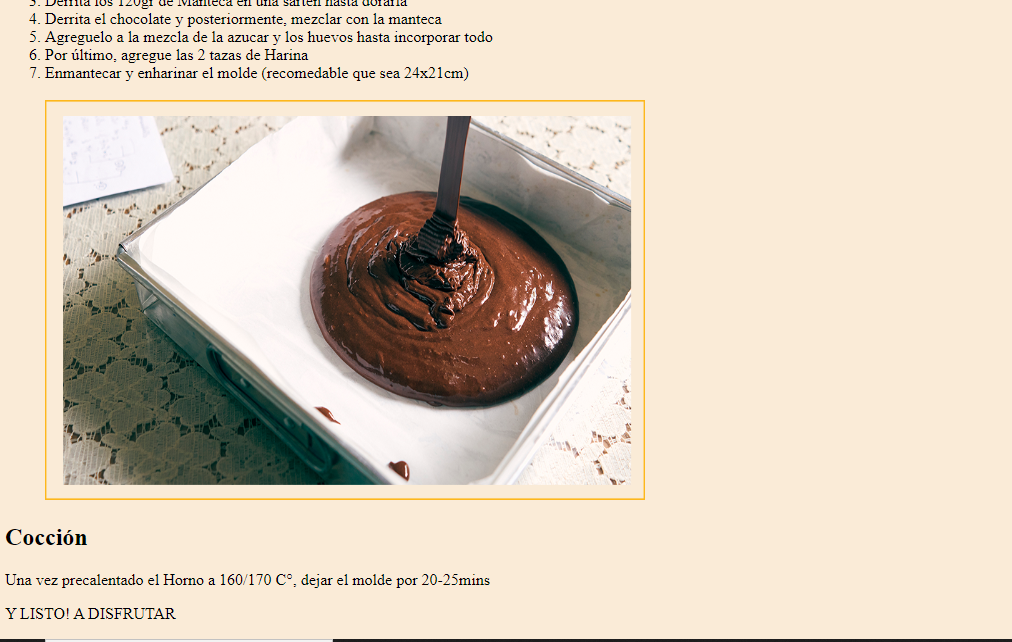 3. Derrita los 120gr de Manteca en una sarten hasta dorarla
4. Derrita el chocolate y posteriormente, mezclar con la manteca
5. Agreguelo a la mezcla de la azucar y los huevos hasta incorporar todo
6. Por último, agregue las 2 tazas de Harina
7. Enmantecar y enharinar el molde (recomedable que sea 24x21cm)
Cocción
Una vez precalentado el Horno a 160/170 C°, dejar el molde por 20-25mins
Y LISTO! A DISFRUTAR